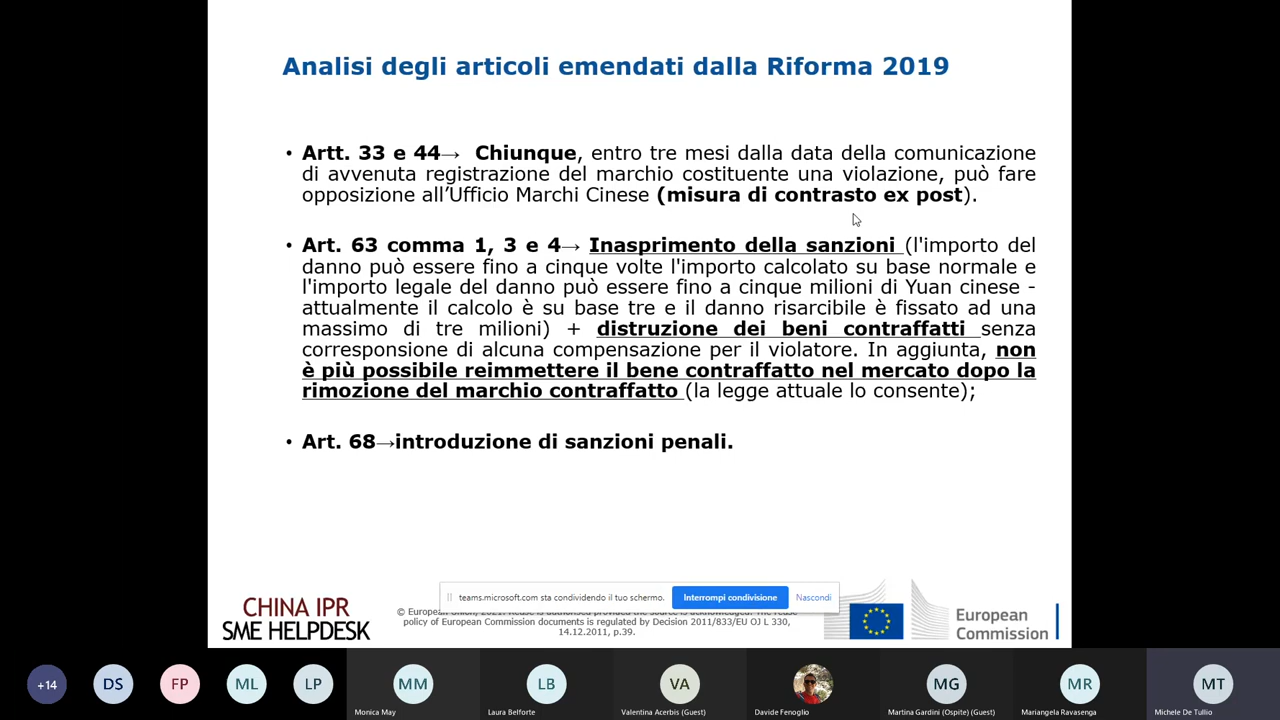 Analisi degli articoli emendati dalla Riforma 2019
• Artt. 33 e 44→ Chiunque, entro tre mesi dalla data della comunicazione
di avvenuta registrazione del marchio costituente una violazione, può fare
opposizione all’Ufficio Marchi Cinese (misura di contrasto ex post).
• Art. 63 comma 1, 3 e 4→ Inasprimento della sanzioni (l'importo del
danno può essere fino a cinque volte l'importo calcolato su base normale e
l'importo legale del danno può essere fino a cinque milioni di Yuan cinese -
attualmente il calcolo è su base tre e il danno risarcibile è fissato ad una
massimo di tre milioni) + distruzione dei beni contraffatti senza
corresponsione di alcuna compensazione per il violatore. In aggiunta, non
è più possibile reimmettere il bene contraffatto nel mercato dopo la
rimozione del marchio contraffatto (la legge attuale lo consente);
• Art. 68→introduzione di sanzioni penali.
teams.microsoft.com sta condividendo il tuo schermo. Interrompi condivisione Nascondi
CHINA IPR
SME HELPDESK
© European Union, 2021. Reuse is authorised provided the source is acknowledged. The reuse
policy of European Commission documents is regulated by Decision 2011/833/EU OJ L 330,
14.12.2011, p.39.
European
Commission
+14 DS FP ML LP MM LB VA MG MR MT
Monica May Laura Belforte Valentina Acerbis (Guest) Davide Fenoglio Martina Gardini (Ospite) (Guest) Mariangela Ravasenga Michele De Tullio